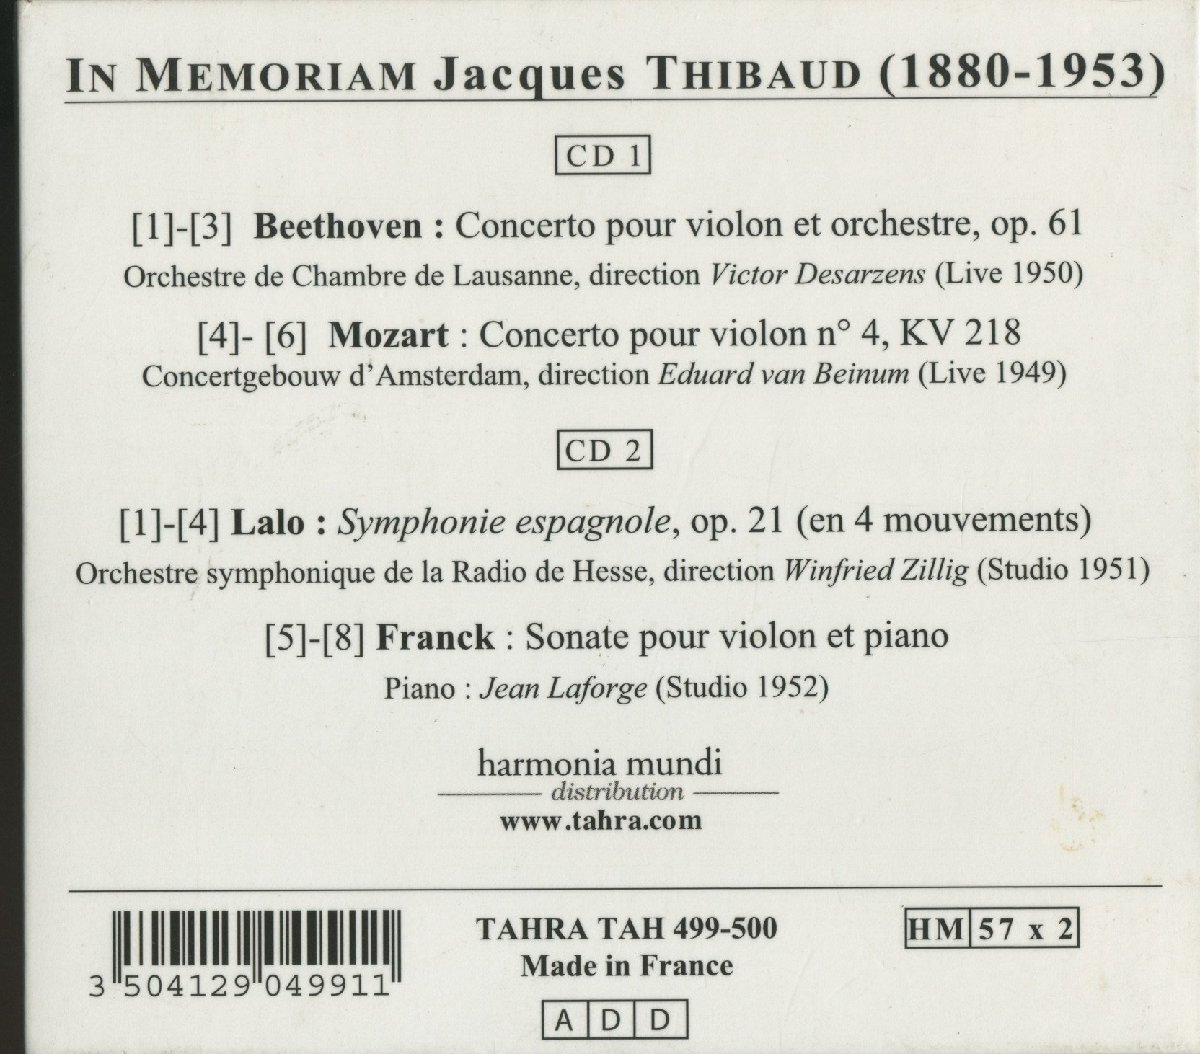 IN MEMORIAM Jacques THIBAUD (1880-1953)
CD 1
[1]-[3] Beethoven : Concerto pour violon et orchestre, op. 61
Orchestre de Chambre de Lausanne, direction Victor Desarzens (Live 1950)
[4]- [6] Mozart : Concerto pour violon n° 4, KV 218
Concertgebouw d'Amsterdam, direction Eduard van Beinum (Live 1949)
CD 2
[1]-[4] Lalo : Symphonie espagnole, op. 21 (en 4 mouvements)
Orchestre symphonique de la Radio de Hesse, direction Winfried Zillig (Studio 1951)
[5]-[8] Franck : Sonate pour violon et piano
Piano : Jean Laforge (Studio 1952)
harmonia mundi
distribution
www.tahra.com
3 504129 049911
TAHRA TAH 499-500
Made in France
A D D
HM 57 x 2